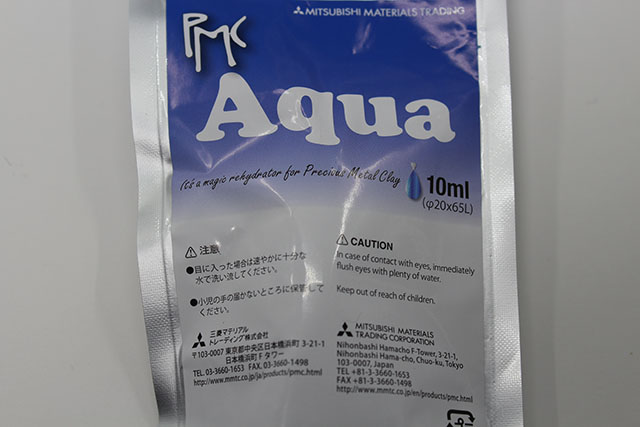 PMC
MITSUBISHI MATERIALS TRADING
Aqua
It's a magic rehydrator for Precious Metal Clay
10ml
(φ20x65L)
注意
●目に入った場合は速やかに十分な
水で洗い流してください。
●小児の手の届かないところに保管して
ください。
三菱マテリアル
トレーディング株式会社
〒103-0007 東京都中央区日本橋浜町 3-21-1
日本橋浜町 F タワー
TEL. 03-3660-1653 FAX. 03-3660-1498
http://www.mmtc.co.jp/ja/products/pmc.html
CAUTION
In case of contact with eyes, immediately
flush eyes with plenty of water.
Keep out of reach of children.
MITSUBISHI MATERIALS
TRADING CORPORATION
Nihonbashi Hamacho F-Tower, 3-21-1,
Nihonbashi Hama-cho, Chuo-ku, Tokyo
103-0007, Japan
TEL +81-3-3660-1653
FAX +81-3-3660-1498
http://www.mmtc.co.jp/en/products/pmc.html